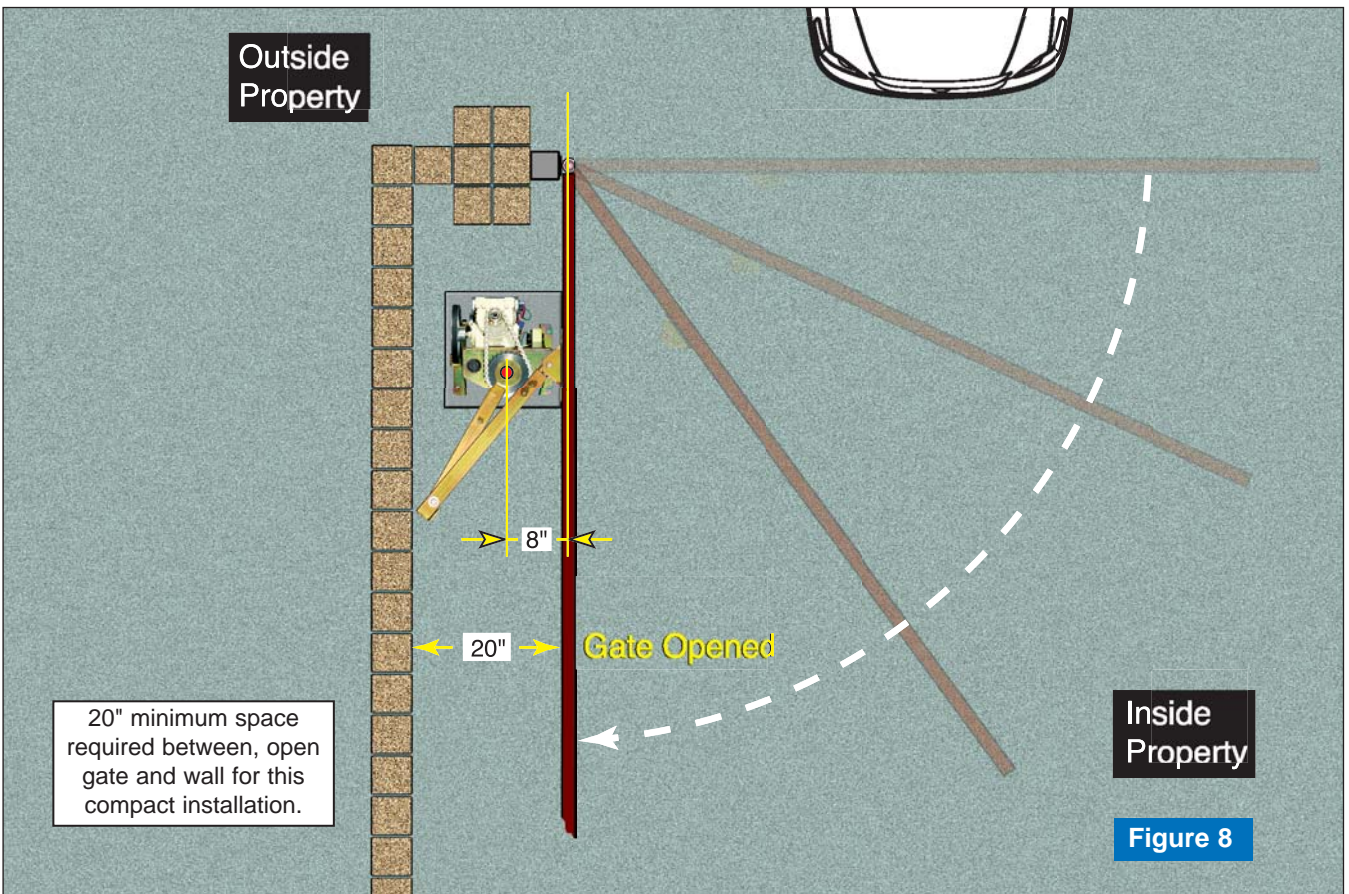 Outside
Property
8"
20"
Gate Opened
20" minimum space
required between, open
gate and wall for this
compact installation.
Inside
Property
Figure 8